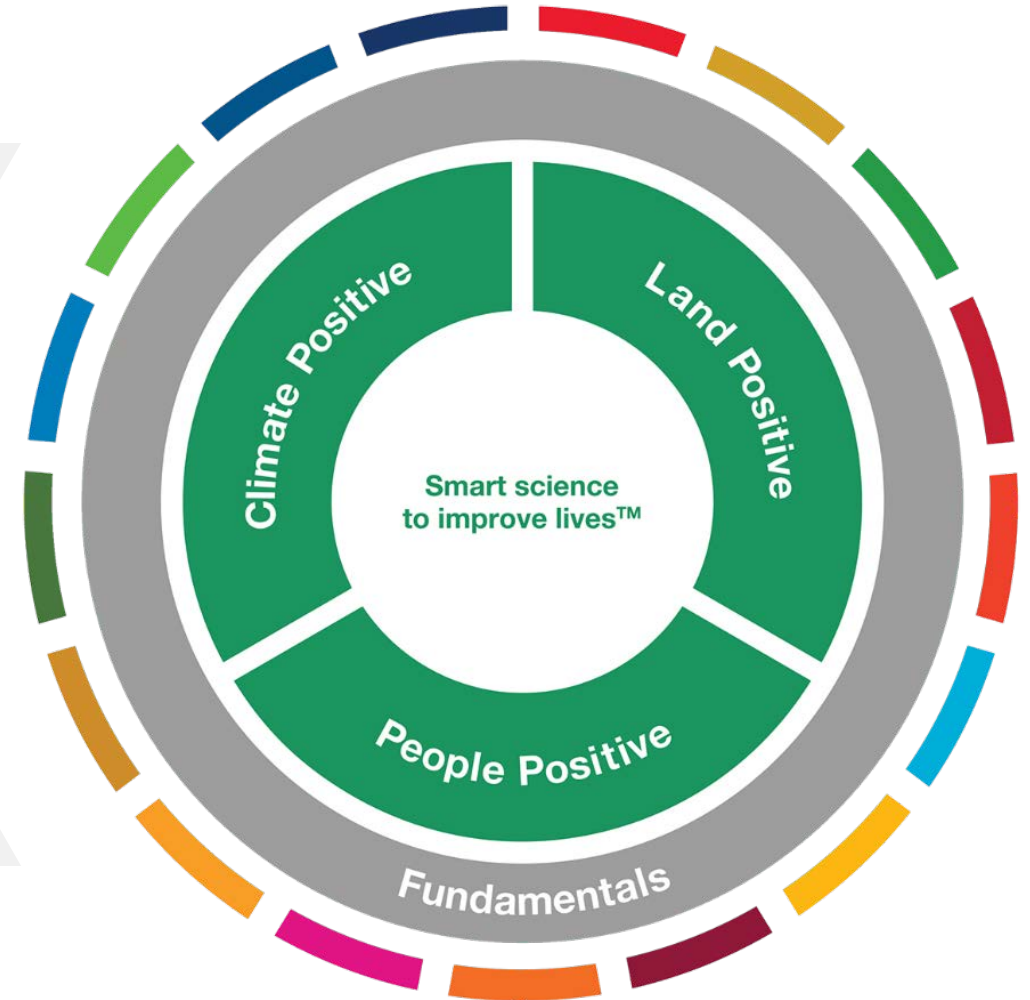 Climate Positive
Land Positive
Smart science
to improve lives™
People Positive
Fundamentals